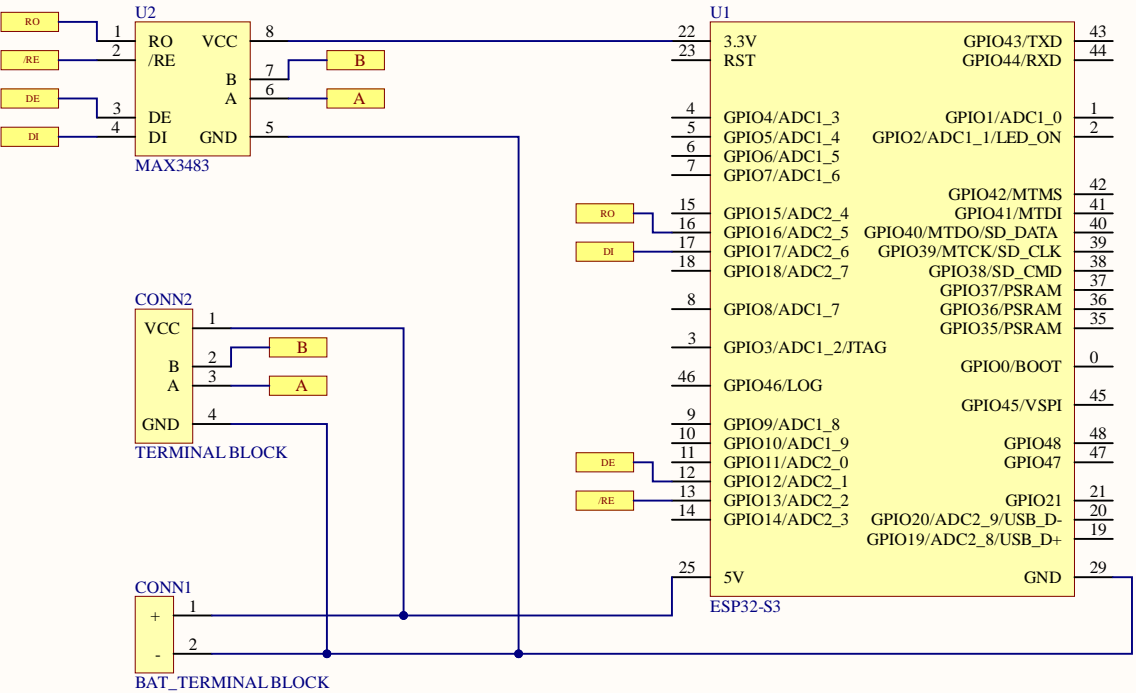 U2
RO
1 RO VCC 8
/RE
2 /RE
B 7 B
A 6 A
DE
3 DE
DI
4 DI GND 5
MAX3483
CONN2
VCC 1
B 2 B
A 3 A
GND 4
TERMINAL BLOCK
CONN1
+ 1
- 2
BAT_TERMINAL BLOCK
U1
22 3.3V GPIO43/TXD 43
23 RST GPIO44/RXD 44
4 GPIO4/ADC1_3 GPIO1/ADC1_0 1
5 GPIO5/ADC1_4 GPIO2/ADC1_1/LED_ON 2
6 GPIO6/ADC1_5
7 GPIO7/ADC1_6
GPIO42/MTMS 42
RO 15 GPIO15/ADC2_4 GPIO41/MTDI 41
16 GPIO16/ADC2_5 GPIO40/MTDO/SD_DATA 40
DI 17 GPIO17/ADC2_6 GPIO39/MTCK/SD_CLK 39
18 GPIO18/ADC2_7 GPIO38/SD_CMD 38
GPIO37/PSRAM 37
8 GPIO8/ADC1_7 GPIO36/PSRAM 36
GPIO35/PSRAM 35
3 GPIO3/ADC1_2/JTAG
GPIO0/BOOT 0
46 GPIO46/LOG
GPIO45/VSPI 45
9 GPIO9/ADC1_8
10 GPIO10/ADC1_9 GPIO48 48
DE 11 GPIO11/ADC2_0 GPIO47 47
12 GPIO12/ADC2_1
/RE 13 GPIO13/ADC2_2 GPIO21 21
14 GPIO14/ADC2_3 GPIO20/ADC2_9/USB_D- 20
GPIO19/ADC2_8/USB_D+ 19
25 5V GND 29
ESP32-S3